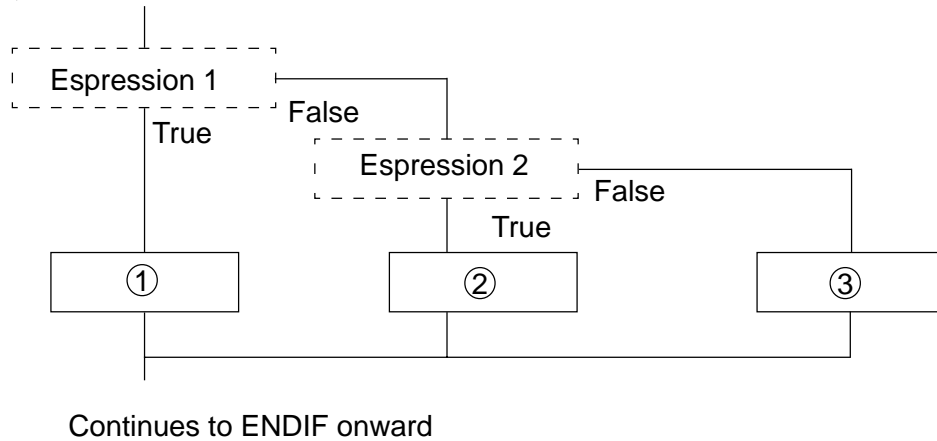 Espression 1
False
True
Espression 2
False
True
①
②
③
Continues to ENDIF onward